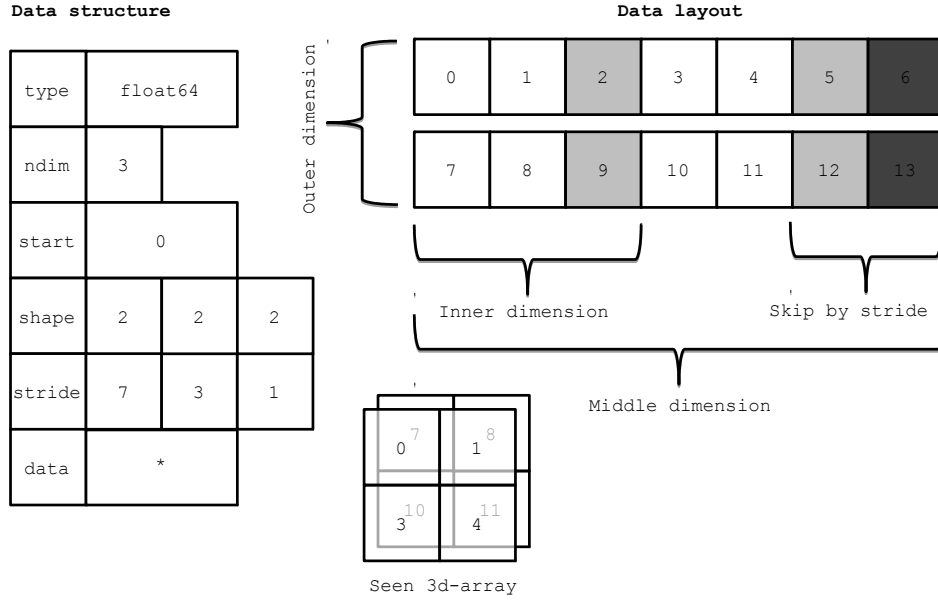 Data structure
Data layout
type float64
ndim 3
start 0
shape 2 2 2
stride 7 3 1
data *
Outer dimension
0 1 2 3 4 5 6
7 8 9 10 11 12 13
Inner dimension
Skip by stride
Middle dimension
7 8
0 1
10 11
3 4
Seen 3d-array